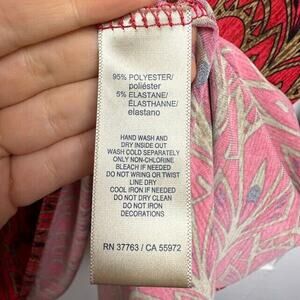 95% POLYESTER/
poliéster
5% ELASTANE/
ÉLASTHANNE/
elastano
HAND WASH AND
DRY INSIDE OUT
WASH COLD SEPARATELY
ONLY NON-CHLORINE
BLEACH IF NEEDED
DO NOT WRING OR TWIST
LINE DRY
COOL IRON IF NEEDED
DO NOT DRY CLEAN
DO NOT IRON
DECORATIONS
RN 37763 / CA 55972